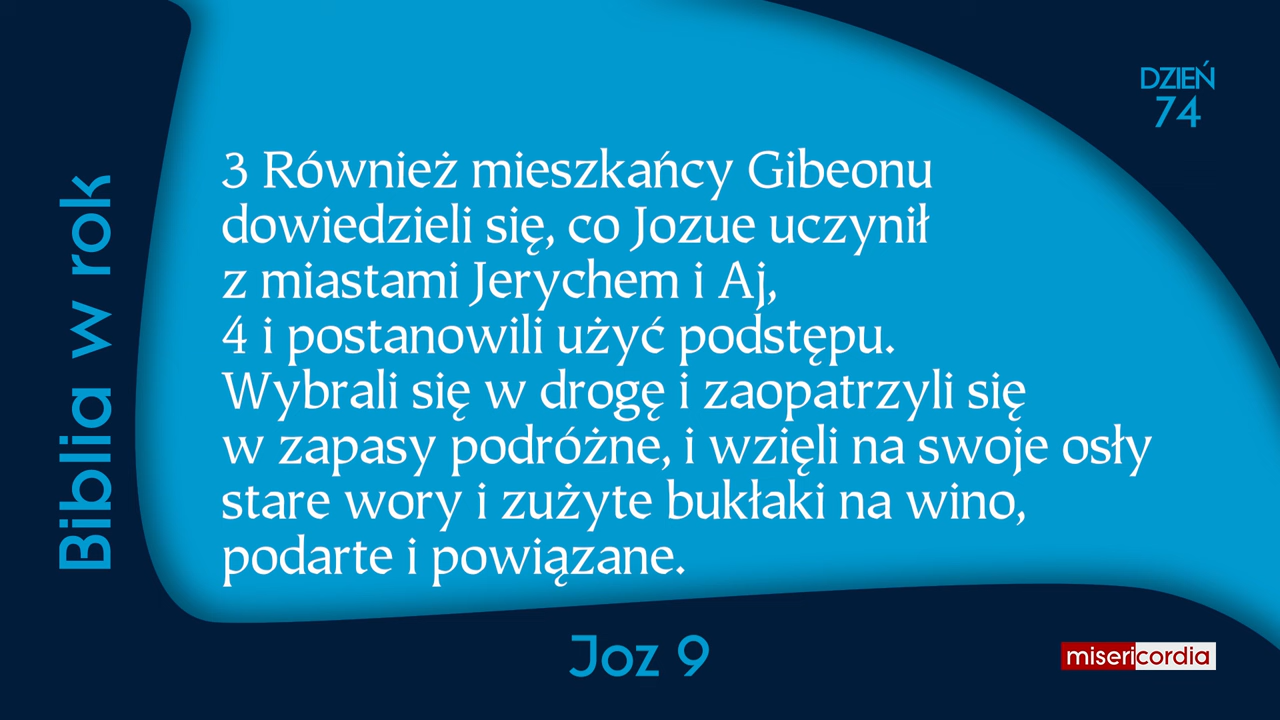 DZIEŃ
74
3 Również mieszkańcy Gibeonu
dowiedzieli się, co Jozue uczynił
z miastami Jerychem i Aj,
4 i postanowili użyć podstępu.
Wybrali się w drogę i zaopatrzyli się
w zapasy podróżne, i wzięli na swoje osły
stare wory i zużyte bukłaki na wino,
podarte i powiązane.
Biblia w rok
Joz 9
misericordia